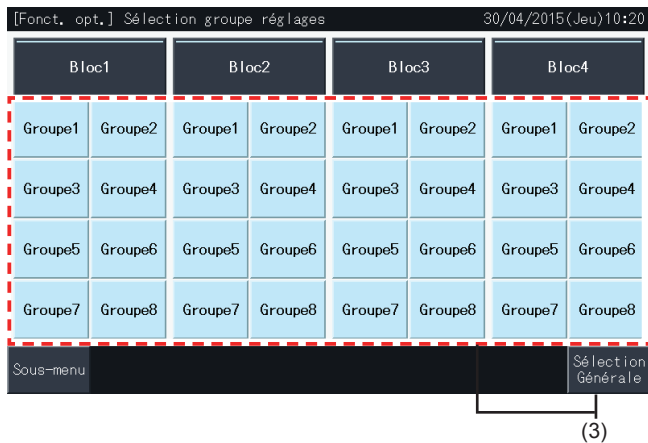 [Fonct. opt.] Sélection groupe réglages 30/04/2015(Jeu)10:20
Bloc1 Bloc2 Bloc3 Bloc4
Groupe1 Groupe2 Groupe1 Groupe2 Groupe1 Groupe2 Groupe1 Groupe2
Groupe3 Groupe4 Groupe3 Groupe4 Groupe3 Groupe4 Groupe3 Groupe4
Groupe5 Groupe6 Groupe5 Groupe6 Groupe5 Groupe6 Groupe5 Groupe6
Groupe7 Groupe8 Groupe7 Groupe8 Groupe7 Groupe8 Groupe7 Groupe8
Sous-menu
Sélection
Générale
(3)